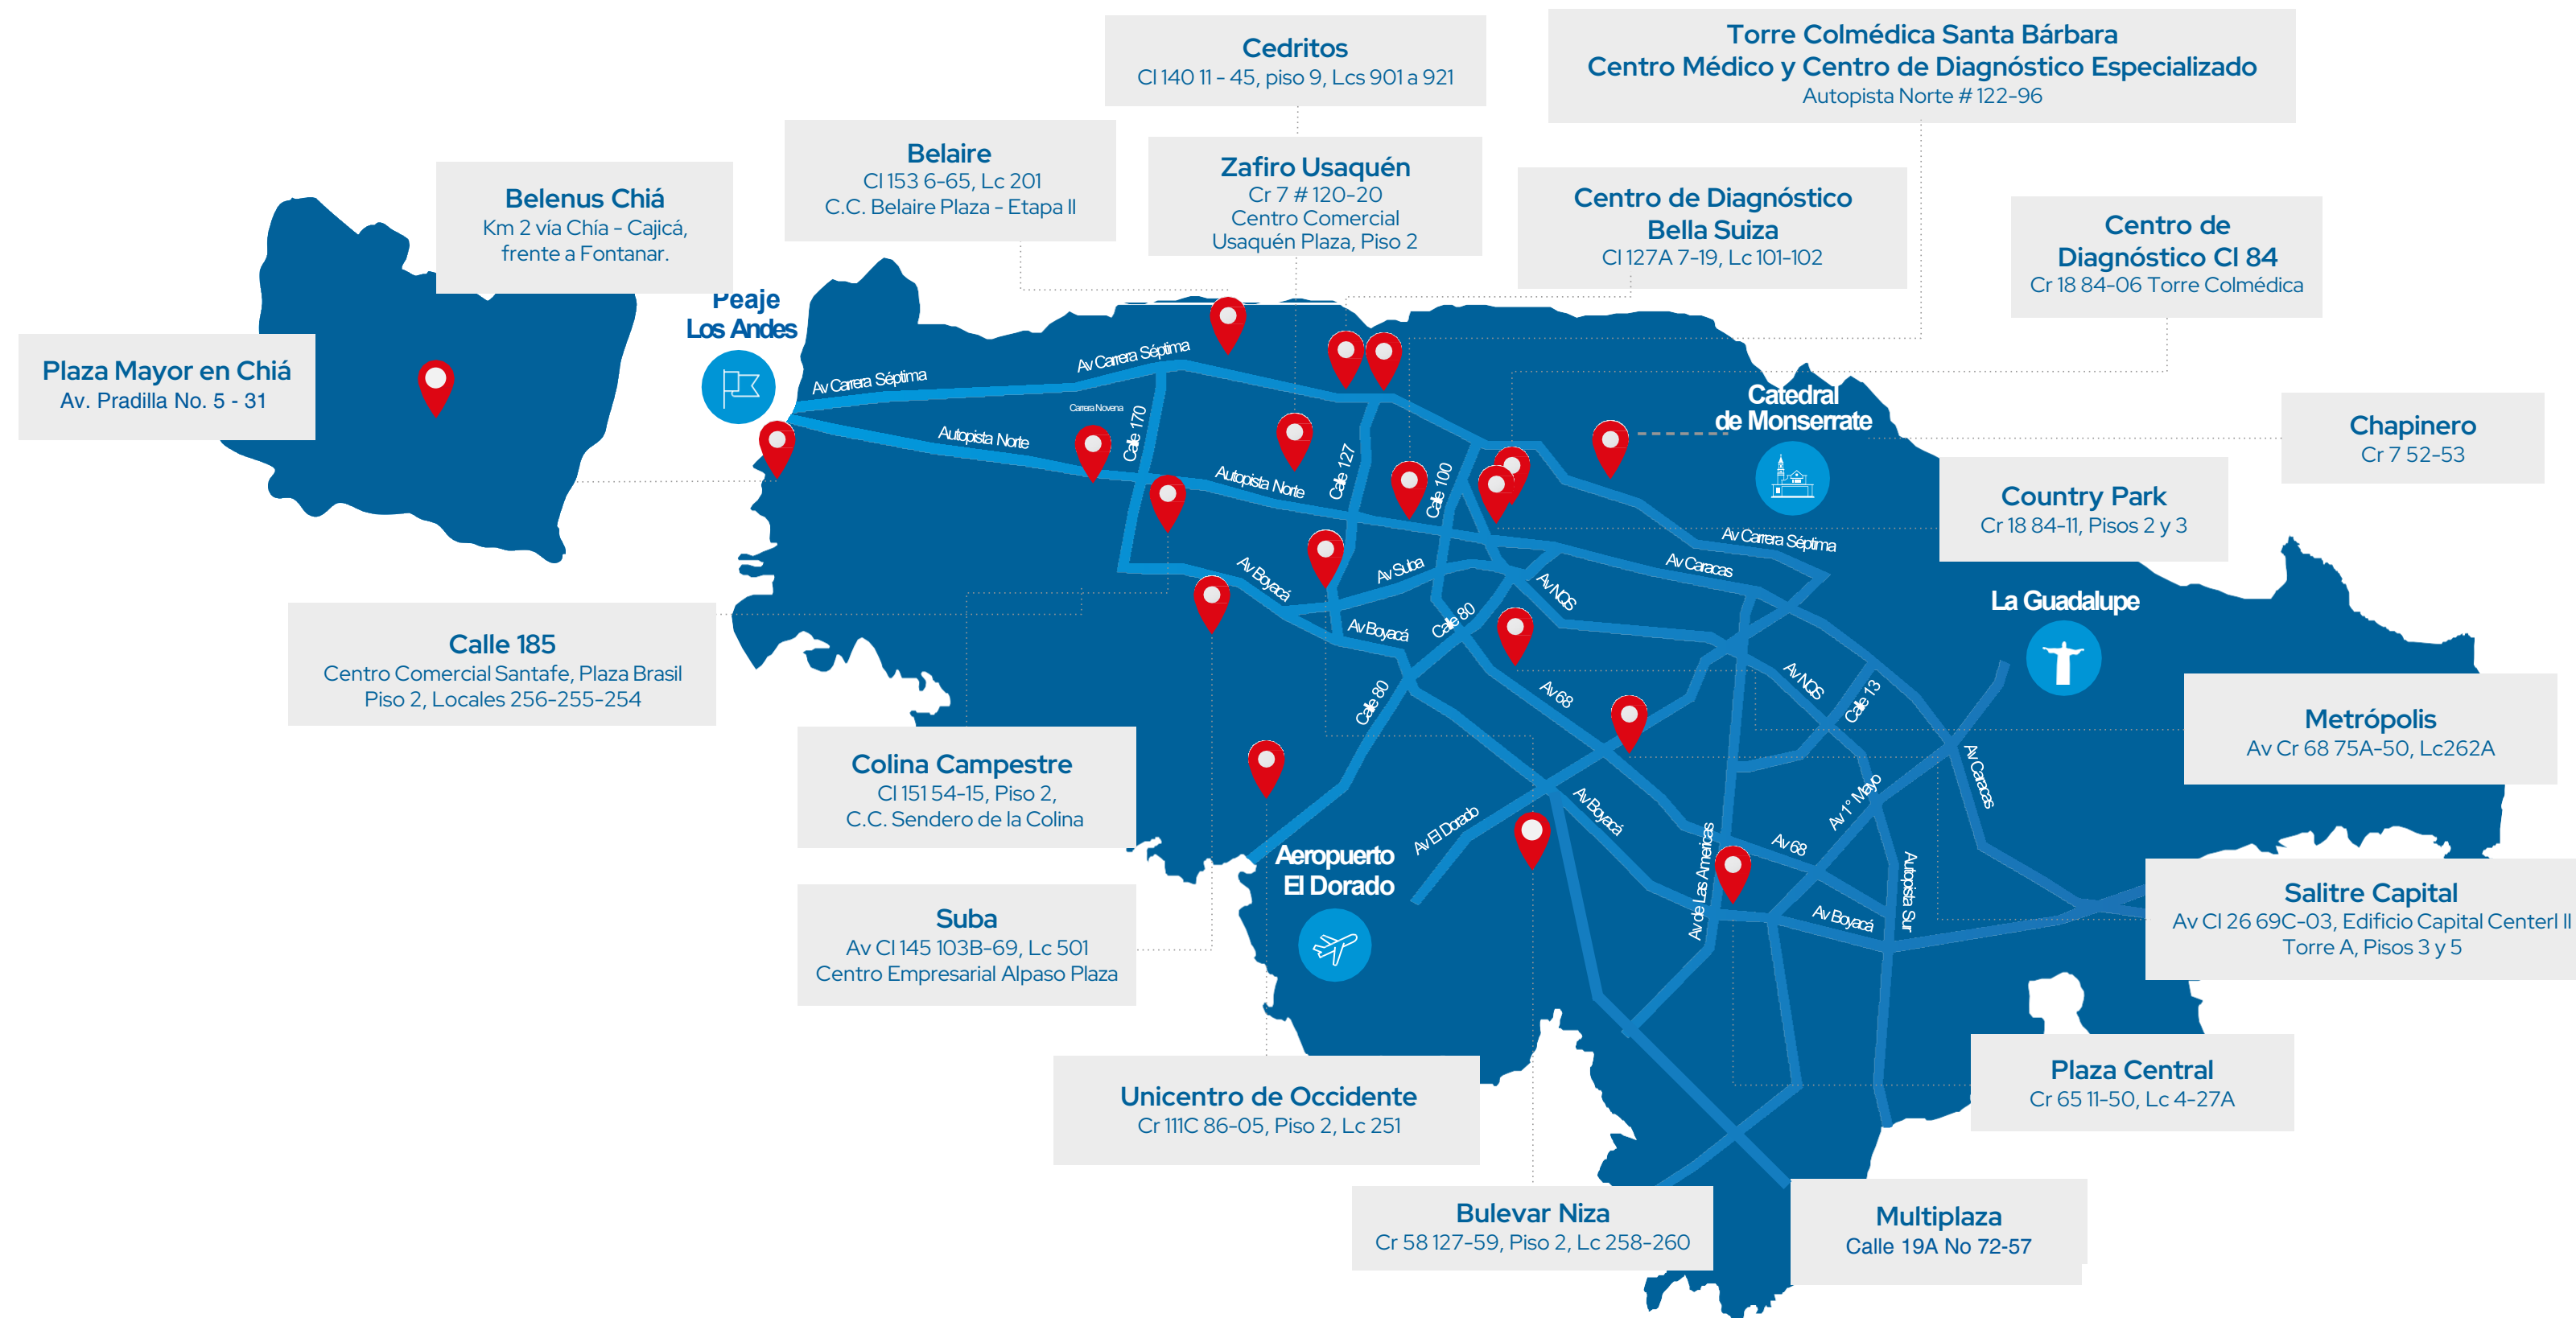 Cedritos
Cl 140 11 - 45, piso 9, Lcs 901 a 921
Torre Colmédica Santa Bárbara
Centro Médico y Centro de Diagnóstico Especializado
Autopista Norte # 122-96
Belaire
Cl 153 6-65, Lc 201
C.C. Belaire Plaza - Etapa II
Zafiro Usaquén
Cr 7 # 120-20
Centro Comercial
Usaquén Plaza, Piso 2
Belenus Chiá
Km 2 vía Chía - Cajicá,
frente a Fontanar.
Centro de Diagnóstico
Bella Suiza
Cl 127A 7-19, Lc 101-102
Centro de
Diagnóstico Cl 84
Cr 18 84-06 Torre Colmédica
Peaje
Los Andes
Plaza Mayor en Chiá
Av. Pradilla No. 5 - 31
Av Carrera Séptima
Av Carrera Séptima
Carrera Novena
Calle 170
Autopista Norte
Autopista Norte
Calle 127
Calle 100
Catedral
de Monserrate
Chapinero
Cr 7 52-53
Country Park
Cr 18 84-11, Pisos 2 y 3
Av Carrera Séptima
Av Caracas
Av Boyacá
Av Suba
Av NQS
Calle 80
Av Boyacá
La Guadalupe
Calle 185
Centro Comercial Santafe, Plaza Brasil
Piso 2, Locales 256-255-254
Calle 80
Av 68
Av NQS
Calle 13
Metrópolis
Av Cr 68 75A-50, Lc262A
Colina Campestre
Cl 151 54-15, Piso 2,
C.C. Sendero de la Colina
Av El Dorado
Av Boyacá
Av 1° Mayo
Av Caracas
Av de Las Americas
Av 68
Autopista Sur
Av Boyacá
Aeropuerto
El Dorado
Suba
Av Cl 145 103B-69, Lc 501
Centro Empresarial Alpaso Plaza
Salitre Capital
Av Cl 26 69C-03, Edificio Capital Centerl II
Torre A, Pisos 3 y 5
Plaza Central
Cr 65 11-50, Lc 4-27A
Unicentro de Occidente
Cr 111C 86-05, Piso 2, Lc 251
Bulevar Niza
Cr 58 127-59, Piso 2, Lc 258-260
Multiplaza
Calle 19A No 72-57